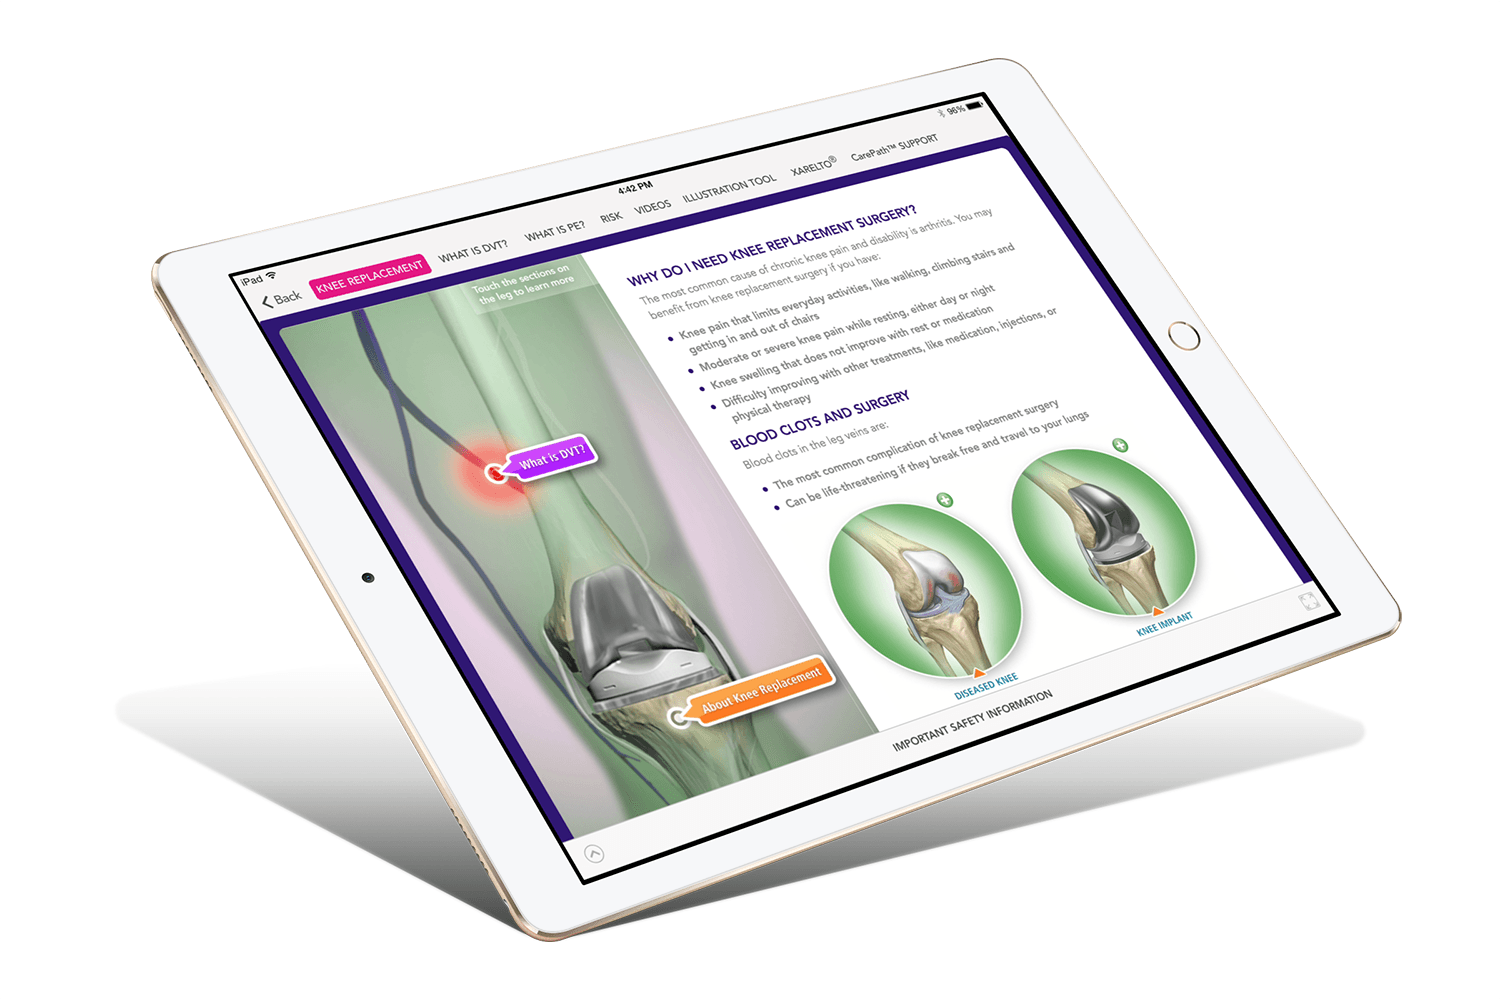 iPad
4:42 PM
96%
Back
KNEE REPLACEMENT
WHAT IS DVT?
WHAT IS PE?
RISK
VIDEOS
ILLUSTRATION TOOL
XARELTO®
CarePath™ SUPPORT
Touch the sections on
the leg to learn more
What is DVT?
About Knee Replacement
WHY DO I NEED KNEE REPLACEMENT SURGERY?
The most common cause of chronic knee pain and disability is arthritis. You may
benefit from knee replacement surgery if you have:
• Knee pain that limits everyday activities, like walking, climbing stairs and
getting in and out of chairs
• Moderate or severe knee pain while resting, either day or night
• Knee swelling that does not improve with rest or medication
• Difficulty improving with other treatments, like medication, injections, or
physical therapy
BLOOD CLOTS AND SURGERY
Blood clots in the leg veins are:
• The most common complication of knee replacement surgery
• Can be life-threatening if they break free and travel to your lungs
DISEASED KNEE
KNEE IMPLANT
IMPORTANT SAFETY INFORMATION